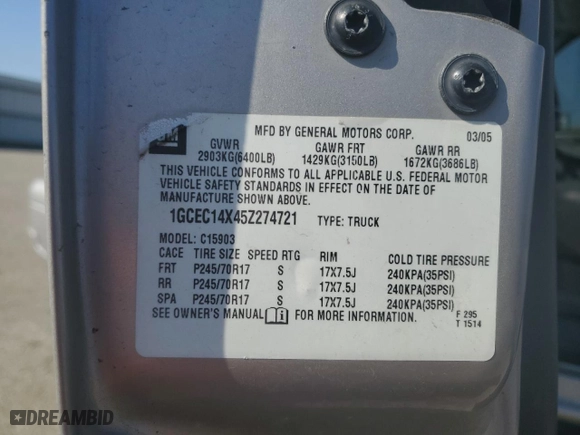 GM
MFD BY GENERAL MOTORS CORP. 03/05
GVWR GAWR FRT GAWR RR
2903KG(6400LB) 1429KG(3150LB) 1672KG(3686LB)
THIS VEHICLE CONFORMS TO ALL APPLICABLE U.S. FEDERAL MOTOR
VEHICLE SAFETY STANDARDS IN EFFECT ON THE DATE OF
MANUFACTURE SHOWN ABOVE.
1GCEC14X45Z274721 TYPE: TRUCK
MODEL: C15903
CACE TIRE SIZE SPEED RTG RIM COLD TIRE PRESSURE
FRT P245/70R17 S 17X7.5J 240KPA(35PSI)
RR P245/70R17 S 17X7.5J 240KPA(35PSI)
SPA P245/70R17 S 17X7.5J 240KPA(35PSI)
SEE OWNER'S MANUAL FOR MORE INFORMATION.
F 295
T 1514
DREAMBID